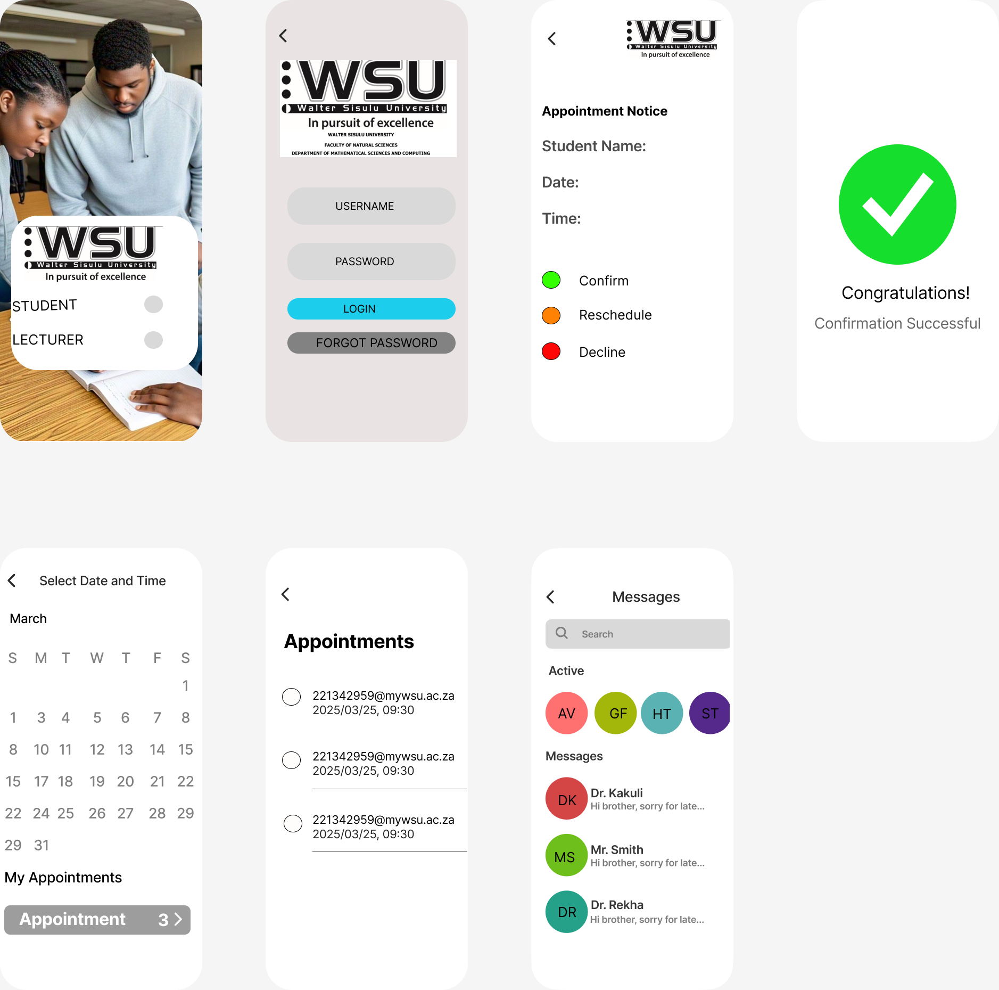 WSU
Walter Sisulu University
In pursuit of excellence
STUDENT
LECTURER
WSU
Walter Sisulu University
In pursuit of excellence
WALTER SISULU UNIVERSITY
FACULTY OF NATURAL SCIENCES
DEPARTMENT OF MATHEMATICAL SCIENCES AND COMPUTING
USERNAME
PASSWORD
LOGIN
FORGOT PASSWORD
WSU
Walter Sisulu University
In pursuit of excellence
Appointment Notice
Student Name:
Date:
Time:
Confirm
Reschedule
Decline
Congratulations!
Confirmation Successful
Select Date and Time
March
S M T W T F S
1
1 3 4 5 6 7 8
8 10 11 12 13 14 15
15 17 18 19 20 21 22
22 24 25 26 27 28 29
29 31
My Appointments
Appointment 3
Appointments
221342959@mywsu.ac.za
2025/03/25, 09:30
221342959@mywsu.ac.za
2025/03/25, 09:30
221342959@mywsu.ac.za
2025/03/25, 09:30
Messages
Search
Active
AV GF HT ST
Messages
DK Dr. Kakuli
Hi brother, sorry for late...
MS Mr. Smith
Hi brother, sorry for late...
DR Dr. Rekha
Hi brother, sorry for late...